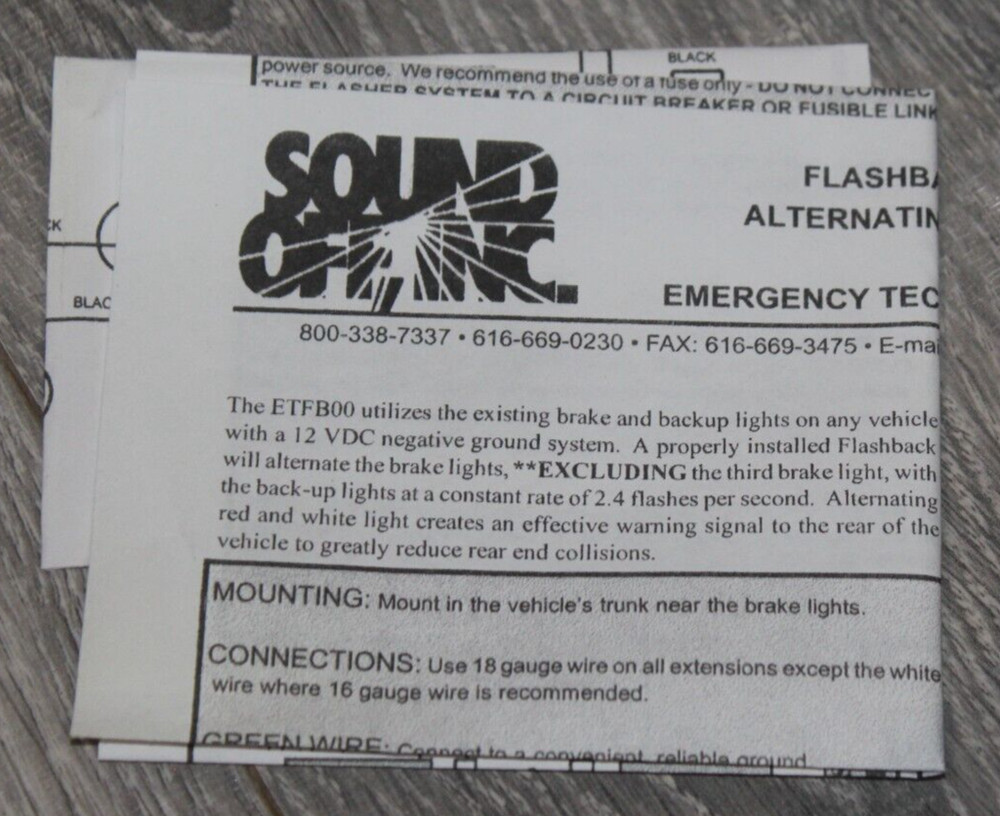 BLACK
power source. We recommend the use of a fuse only - DO NOT CONNEC
THE FLASHER SYSTEM TO A CIRCUIT BREAKER OR FUSIBLE LINK
SOUND
OFF, INC.
FLASHBA
ALTERNATIN
EMERGENCY TEC
800-338-7337 • 616-669-0230 • FAX: 616-669-3475 • E-mai
CK
BLAC
The ETFB00 utilizes the existing brake and backup lights on any vehicle
with a 12 VDC negative ground system. A properly installed Flashback
will alternate the brake lights, **EXCLUDING the third brake light, with
the back-up lights at a constant rate of 2.4 flashes per second. Alternating
red and white light creates an effective warning signal to the rear of the
vehicle to greatly reduce rear end collisions.
MOUNTING: Mount in the vehicle's trunk near the brake lights.
CONNECTIONS: Use 18 gauge wire on all extensions except the white
wire where 16 gauge wire is recommended.
GREEN WIRE: Connect to a convenient, reliable ground